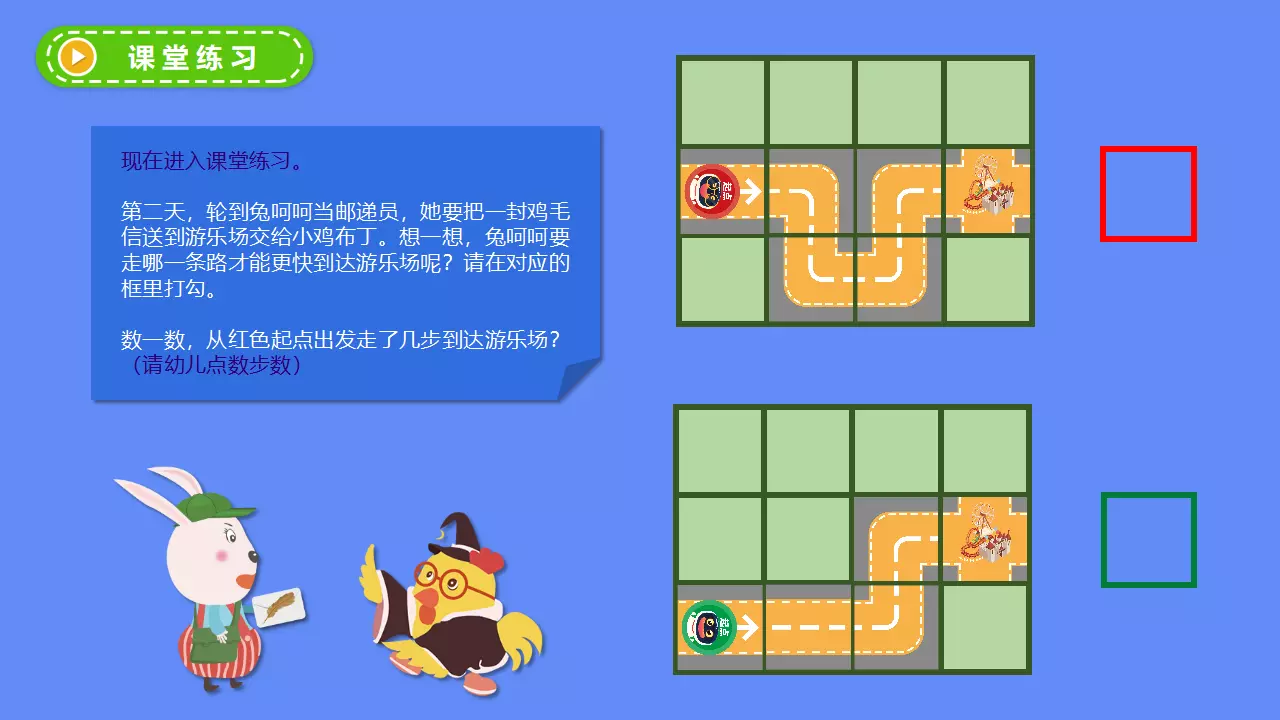 课堂练习
现在进入课堂练习。
第二天，轮到兔呵呵当邮递员，她要把一封鸡毛
信送到游乐场交给小鸡布丁。想一想，兔呵呵要
走哪一条路才能更快到达游乐场呢？请在对应的
框里打勾。
数一数，从红色起点出发走了几步到达游乐场？
（请幼儿点数步数）
起点
起点